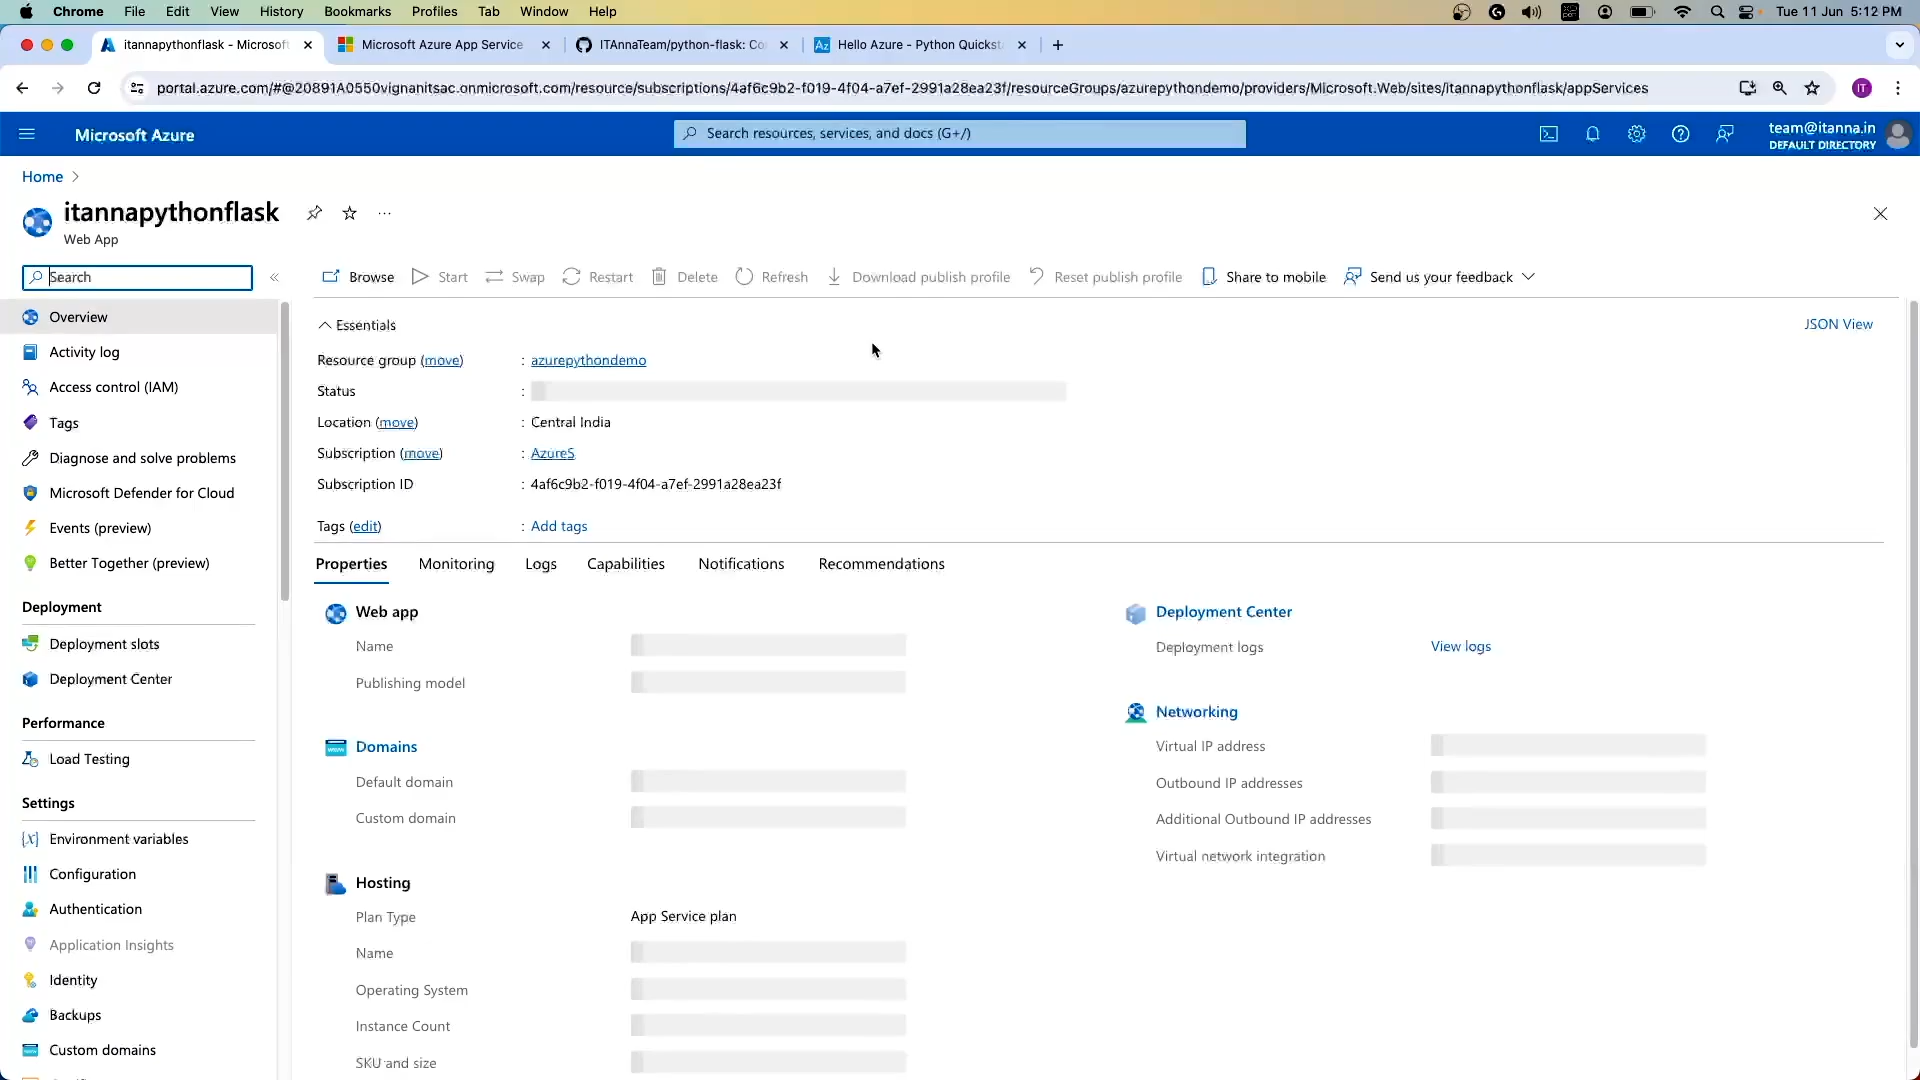 Chrome File Edit View History Bookmarks Profiles Tab Window Help
Tue 11 Jun 5:12 PM
itannapythonflask - Microsoft
Microsoft Azure App Service
ITAnnaTeam/python-flask: Co
Hello Azure - Python Quicksta
portal.azure.com/#@20891A0550vignanitsac.onmicrosoft.com/resource/subscriptions/4af6c9b2-f019-4f04-a7ef-2991a28ea23f/resourceGroups/azurepythondemo/providers/Microsoft.Web/sites/itannapythonflask/appServices
IT
Microsoft Azure
Search resources, services, and docs (G+/)
team@itanna.in
DEFAULT DIRECTORY
Home
itannapythonflask
Web App
Search
Browse Start Swap Restart Delete Refresh Download publish profile Reset publish profile Share to mobile Send us your feedback
Overview
Activity log
Access control (IAM)
Tags
Diagnose and solve problems
Microsoft Defender for Cloud
Events (preview)
Better Together (preview)
Deployment
Deployment slots
Deployment Center
Performance
Load Testing
Settings
Environment variables
Configuration
Authentication
Application Insights
Identity
Backups
Custom domains
Essentials
JSON View
Resource group (move) : azurepythondemo
Status :
Location (move) : Central India
Subscription (move) : AzureS
Subscription ID : 4af6c9b2-f019-4f04-a7ef-2991a28ea23f
Tags (edit) : Add tags
Properties Monitoring Logs Capabilities Notifications Recommendations
Web app
Name
Publishing model
Domains
Default domain
Custom domain
Hosting
Plan Type App Service plan
Name
Operating System
Instance Count
SKU and size
Deployment Center
Deployment logs View logs
Networking
Virtual IP address
Outbound IP addresses
Additional Outbound IP addresses
Virtual network integration